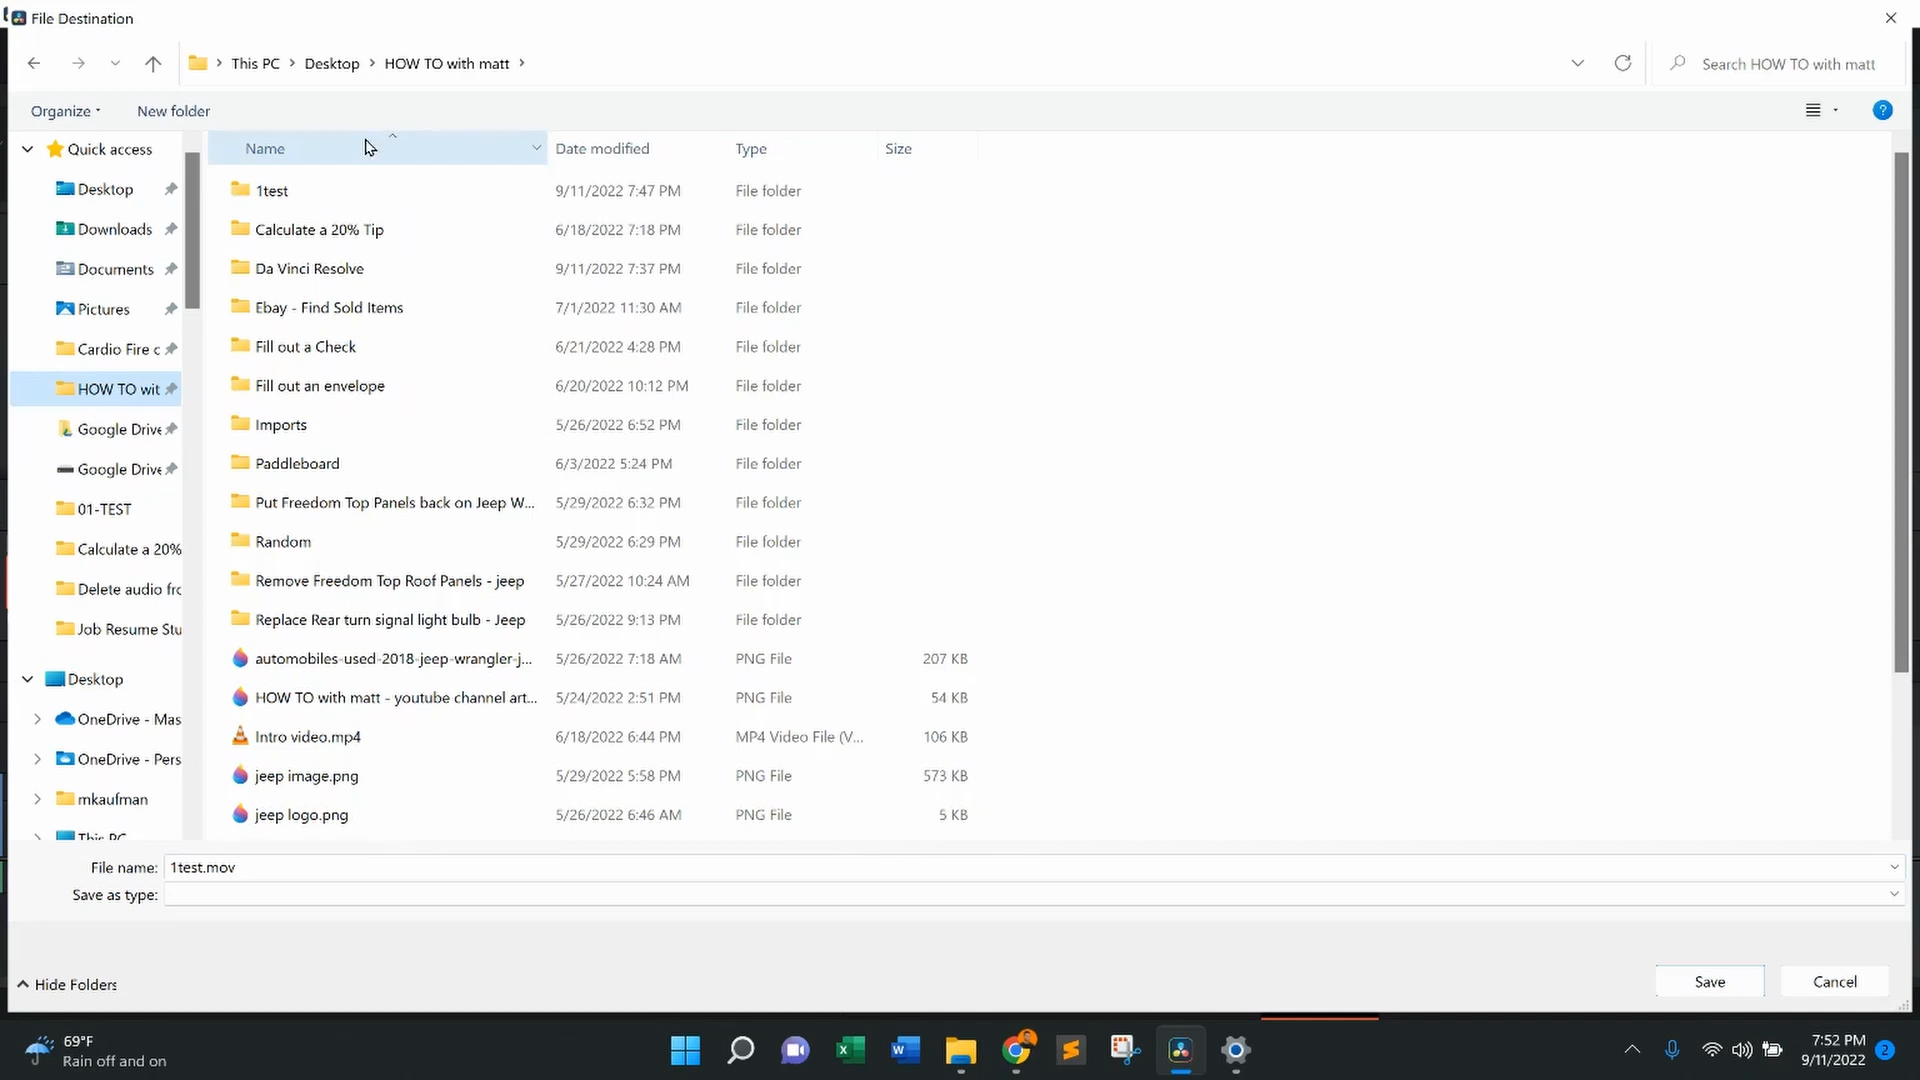 File Destination
This PC > Desktop > HOW TO with matt >
Search HOW TO with matt
Organize
New folder
Quick access
Desktop
Downloads
Documents
Pictures
Cardio Fire c
HOW TO wit
Google Drive
Google Drive
01-TEST
Calculate a 20%
Delete audio frc
Job Resume Stu
Desktop
OneDrive - Mas
OneDrive - Pers
mkaufman
This PC
Name Date modified Type Size
1test 9/11/2022 7:47 PM File folder
Calculate a 20% Tip 6/18/2022 7:18 PM File folder
Da Vinci Resolve 9/11/2022 7:37 PM File folder
Ebay - Find Sold Items 7/1/2022 11:30 AM File folder
Fill out a Check 6/21/2022 4:28 PM File folder
Fill out an envelope 6/20/2022 10:12 PM File folder
Imports 5/26/2022 6:52 PM File folder
Paddleboard 6/3/2022 5:24 PM File folder
Put Freedom Top Panels back on Jeep W... 5/29/2022 6:32 PM File folder
Random 5/29/2022 6:29 PM File folder
Remove Freedom Top Roof Panels - jeep 5/27/2022 10:24 AM File folder
Replace Rear turn signal light bulb - Jeep 5/26/2022 9:13 PM File folder
automobiles-used-2018-jeep-wrangler-j... 5/26/2022 7:18 AM PNG File 207 KB
HOW TO with matt - youtube channel art... 5/24/2022 2:51 PM PNG File 54 KB
Intro video.mp4 6/18/2022 6:44 PM MP4 Video File (V... 106 KB
jeep image.png 5/29/2022 5:58 PM PNG File 573 KB
jeep logo.png 5/26/2022 6:46 AM PNG File 5 KB
File name: 1test.mov
Save as type:
Hide Folders
Save
Cancel
69°F
Rain off and on
7:52 PM
9/11/2022
2